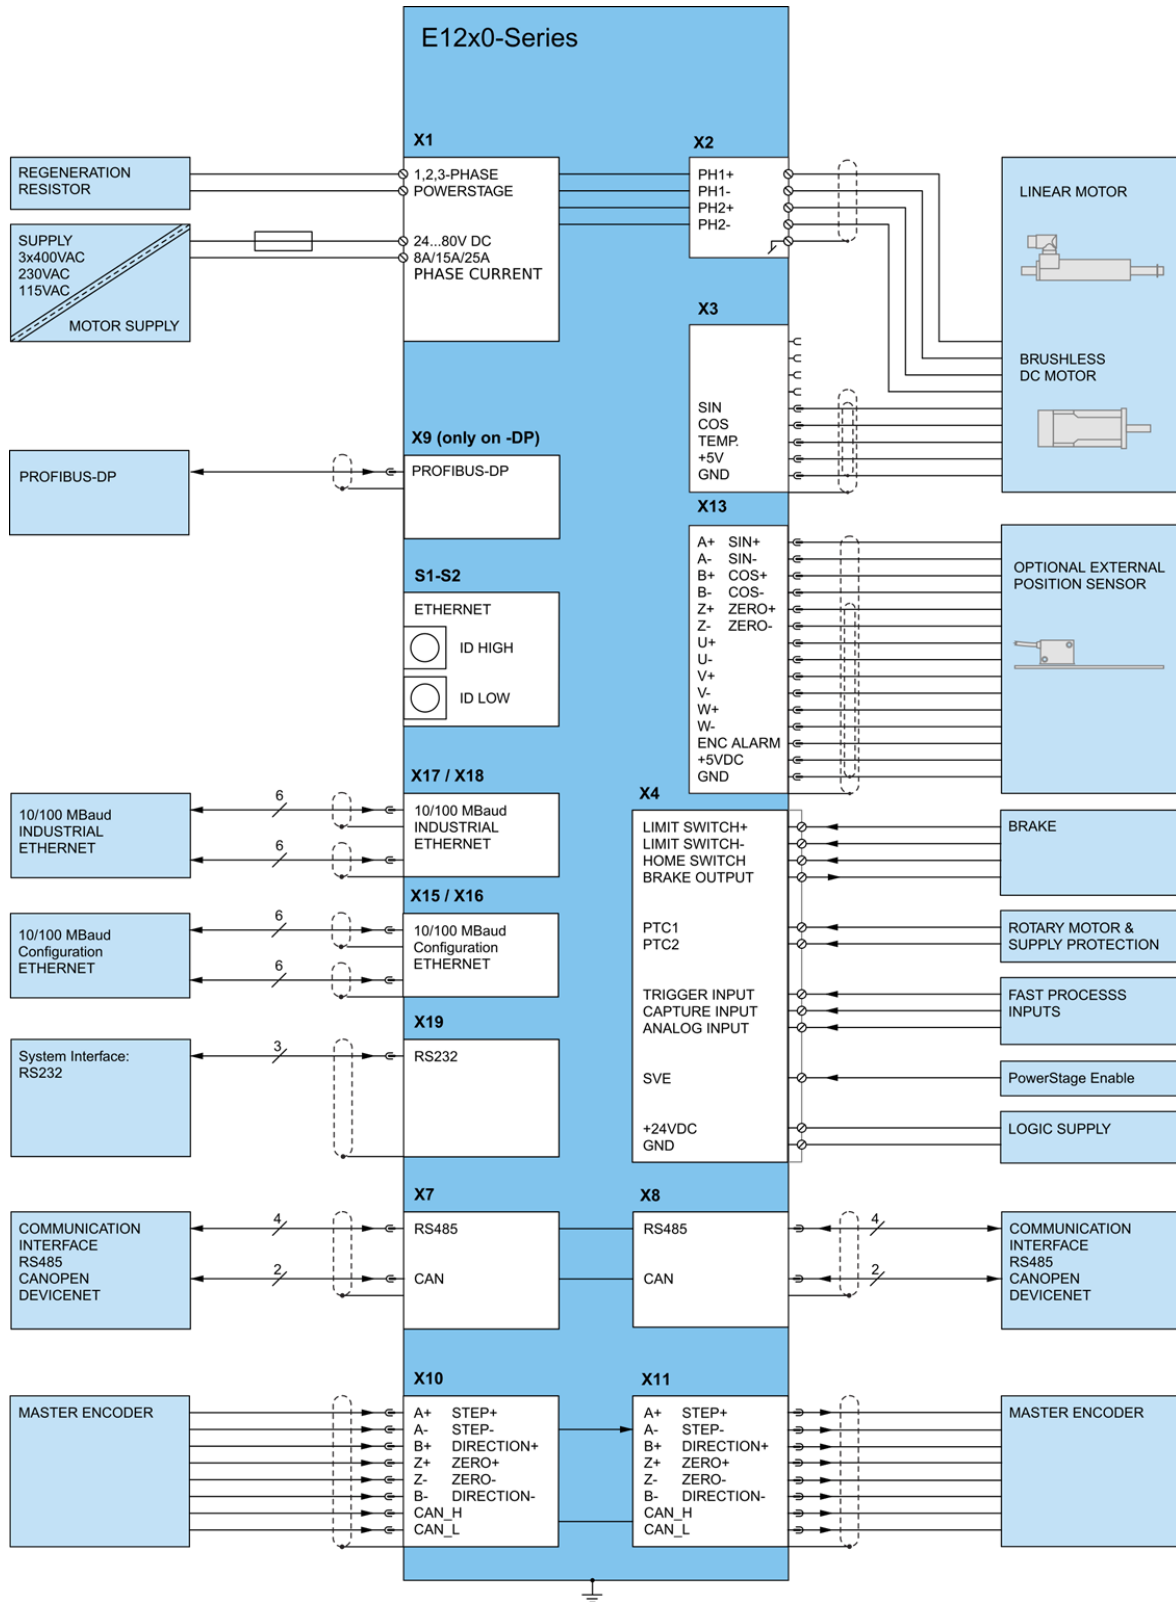 E12x0-Series
X1
REGENERATION
RESISTOR
1,2,3-PHASE
POWERSTAGE
SUPPLY
3x400VAC
230VAC
115VAC
MOTOR SUPPLY
24...80V DC
8A/15A/25A
PHASE CURRENT
X2
PH1+
PH1-
PH2+
PH2-
LINEAR MOTOR
BRUSHLESS
DC MOTOR
X3
SIN
COS
TEMP.
+5V
GND
X9 (only on -DP)
PROFIBUS-DP
PROFIBUS-DP
X13
A+ SIN+
A- SIN-
B+ COS+
B- COS-
Z+ ZERO+
Z- ZERO-
U+
U-
V+
V-
W+
W-
ENC ALARM
+5VDC
GND
OPTIONAL EXTERNAL
POSITION SENSOR
S1-S2
ETHERNET
ID HIGH
ID LOW
X17 / X18
10/100 MBaud
INDUSTRIAL
ETHERNET
6
6
10/100 MBaud
INDUSTRIAL
ETHERNET
X15 / X16
10/100 MBaud
Configuration
ETHERNET
6
6
10/100 MBaud
Configuration
ETHERNET
X19
System Interface:
RS232
3
RS232
X4
LIMIT SWITCH+
LIMIT SWITCH-
HOME SWITCH
BRAKE OUTPUT
PTC1
PTC2
TRIGGER INPUT
CAPTURE INPUT
ANALOG INPUT
SVE
+24VDC
GND
BRAKE
ROTARY MOTOR &
SUPPLY PROTECTION
FAST PROCESSS
INPUTS
PowerStage Enable
LOGIC SUPPLY
X7
COMMUNICATION
INTERFACE
RS485
CANOPEN
DEVICENET
4
2
RS485
CAN
X8
RS485
CAN
4
2
COMMUNICATION
INTERFACE
RS485
CANOPEN
DEVICENET
X10
MASTER ENCODER
A+ STEP+
A- STEP-
B+ DIRECTION+
Z+ ZERO+
Z- ZERO-
B- DIRECTION-
CAN_H
CAN_L
X11
A+ STEP+
A- STEP-
B+ DIRECTION+
Z+ ZERO+
Z- ZERO-
B- DIRECTION-
CAN_H
CAN_L
MASTER ENCODER